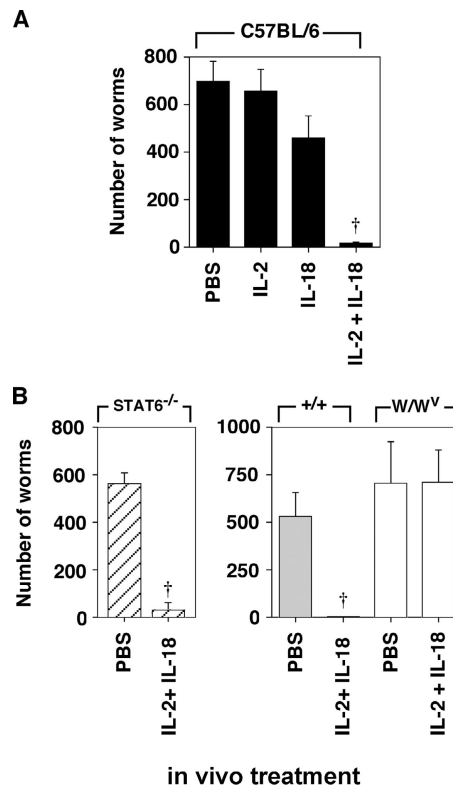 A
C57BL/6
Number of worms
800
600
400
200
0
†
PBS
IL-2
IL-18
IL-2 + IL-18
B
STAT6-/-
+/+
W/Wv
Number of worms
800
600
400
200
0
†
PBS
IL-2+ IL-18
1000
750
500
250
0
†
PBS
IL-2+ IL-18
PBS
IL-2 + IL-18
in vivo treatment